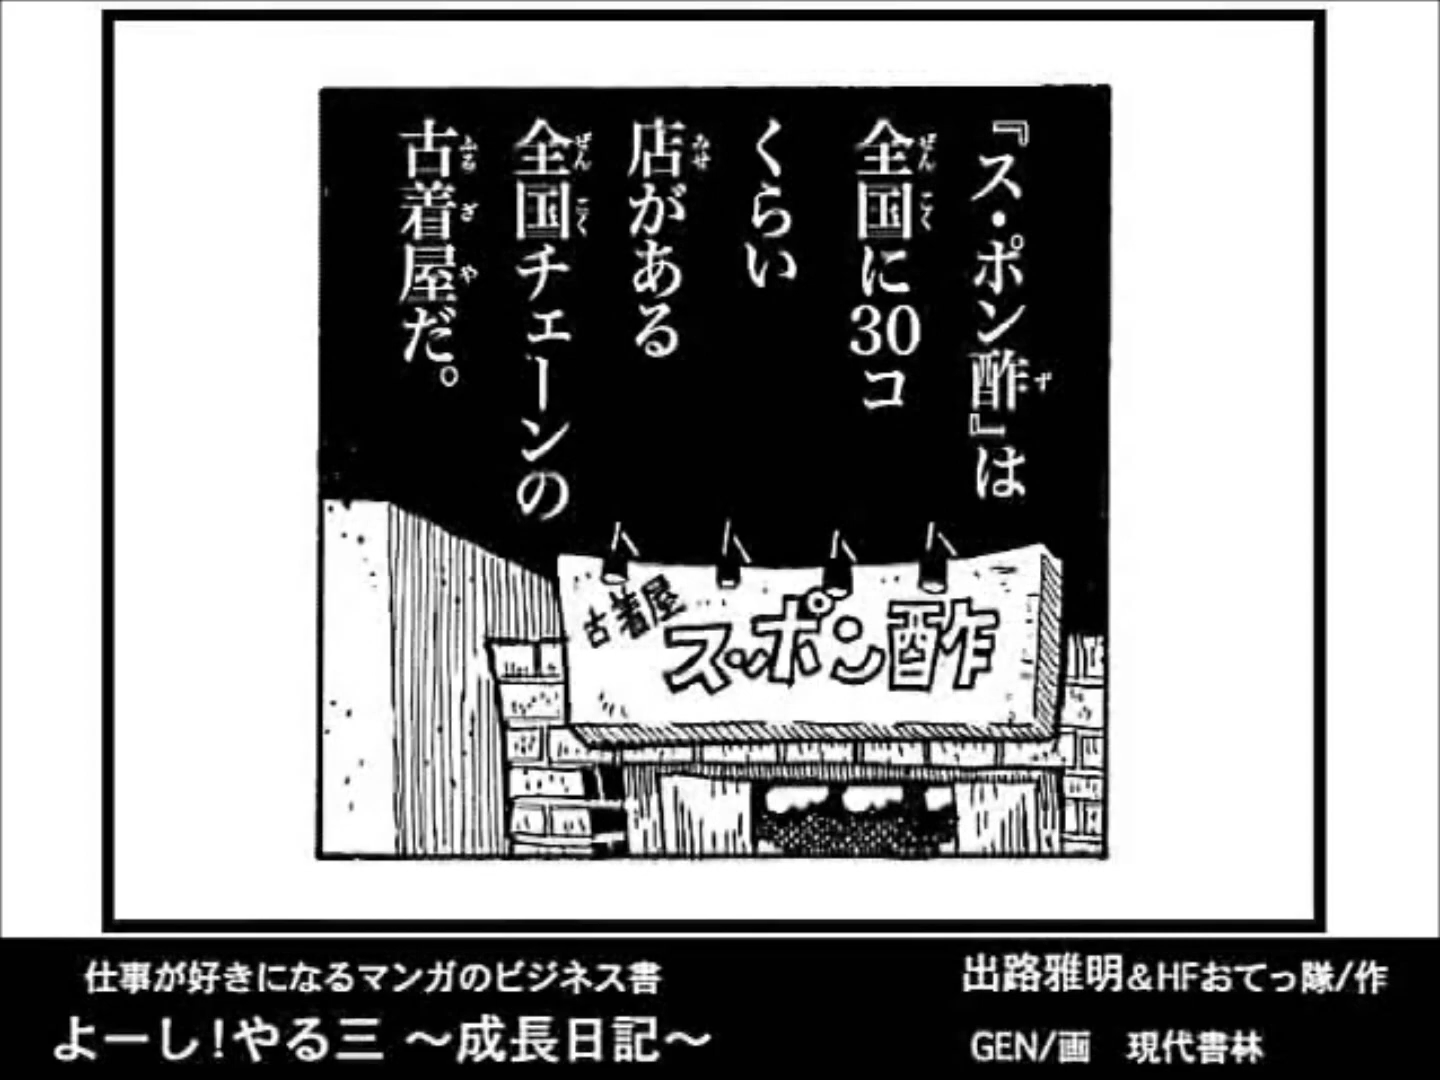 『ス・ポン酢』は
全国に30コ
くらい
店がある
全国チェーンの
古着屋だ。
古着屋
ス・ポン酢
仕事が好きになるマンガのビジネス書
よーし!やる三 〜成長日記〜
出路雅明&HFおてっ隊/作
GEN/画 現代書林